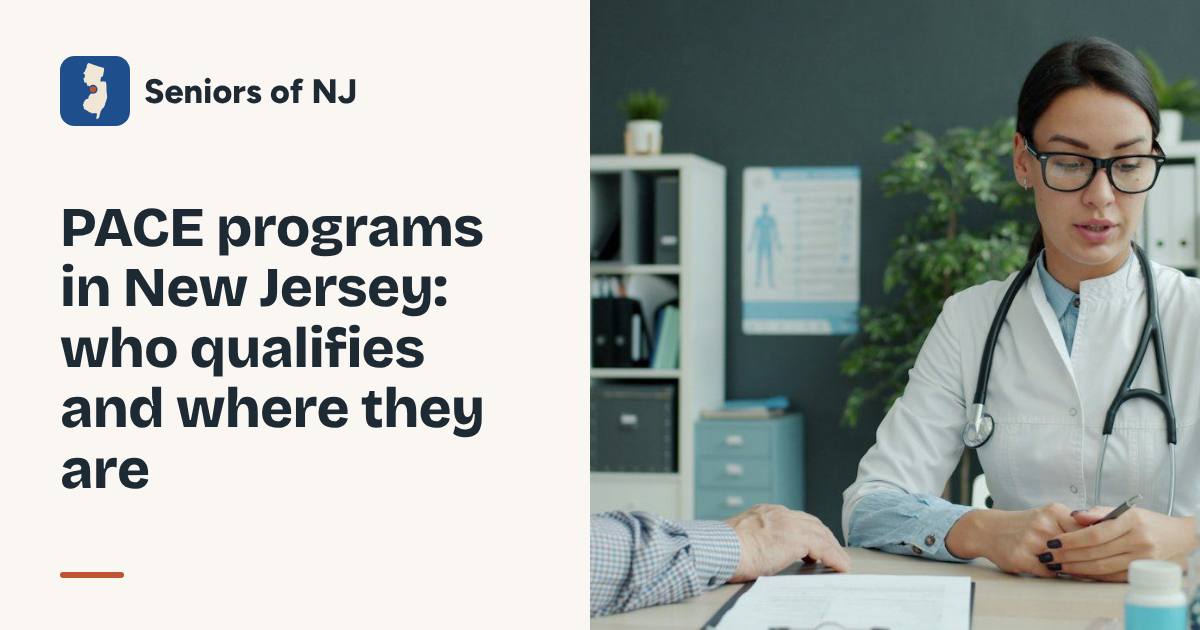 Seniors of NJ
PACE programs
in New Jersey:
who qualifies
and where they
are